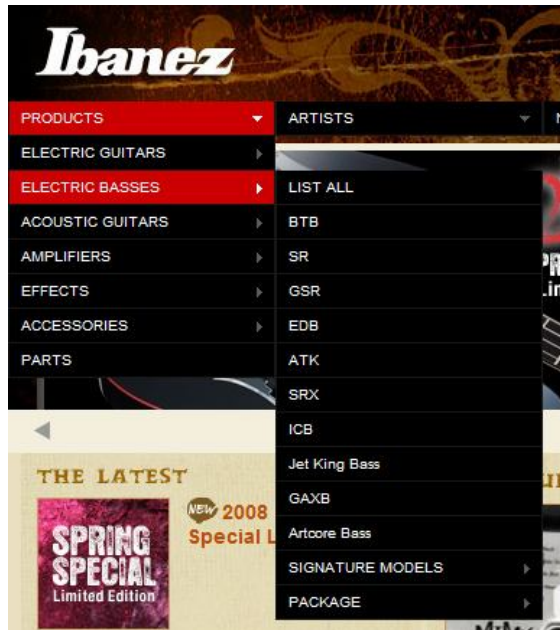 Ibanez
PRODUCTS
ARTISTS
ELECTRIC GUITARS
ELECTRIC BASSES
ACOUSTIC GUITARS
AMPLIFIERS
EFFECTS
ACCESSORIES
PARTS
LIST ALL
BTB
SR
GSR
EDB
ATK
SRX
ICB
Jet King Bass
GAXB
Artcore Bass
SIGNATURE MODELS
PACKAGE
THE LATEST
SPRING
SPECIAL
Limited Edition
NEW 2008
Special